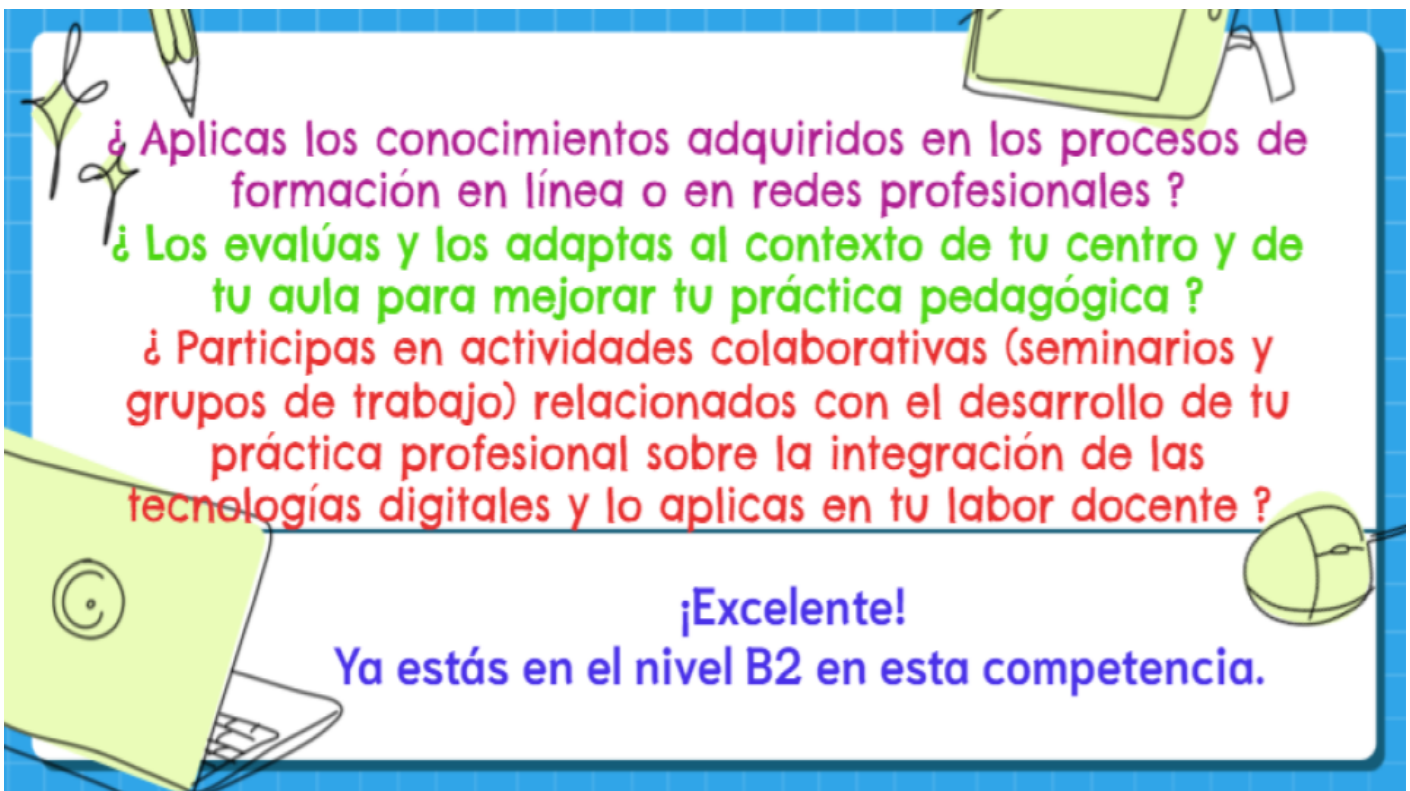 ¿ Aplicas los conocimientos adquiridos en los procesos de
formación en línea o en redes profesionales ?
¿ Los evalúas y los adaptas al contexto de tu centro y de
tu aula para mejorar tu práctica pedagógica ?
¿ Participas en actividades colaborativas (seminarios y
grupos de trabajo) relacionados con el desarrollo de tu
práctica profesional sobre la integración de las
tecnologías digitales y lo aplicas en tu labor docente ?
¡Excelente!
Ya estás en el nivel B2 en esta competencia.